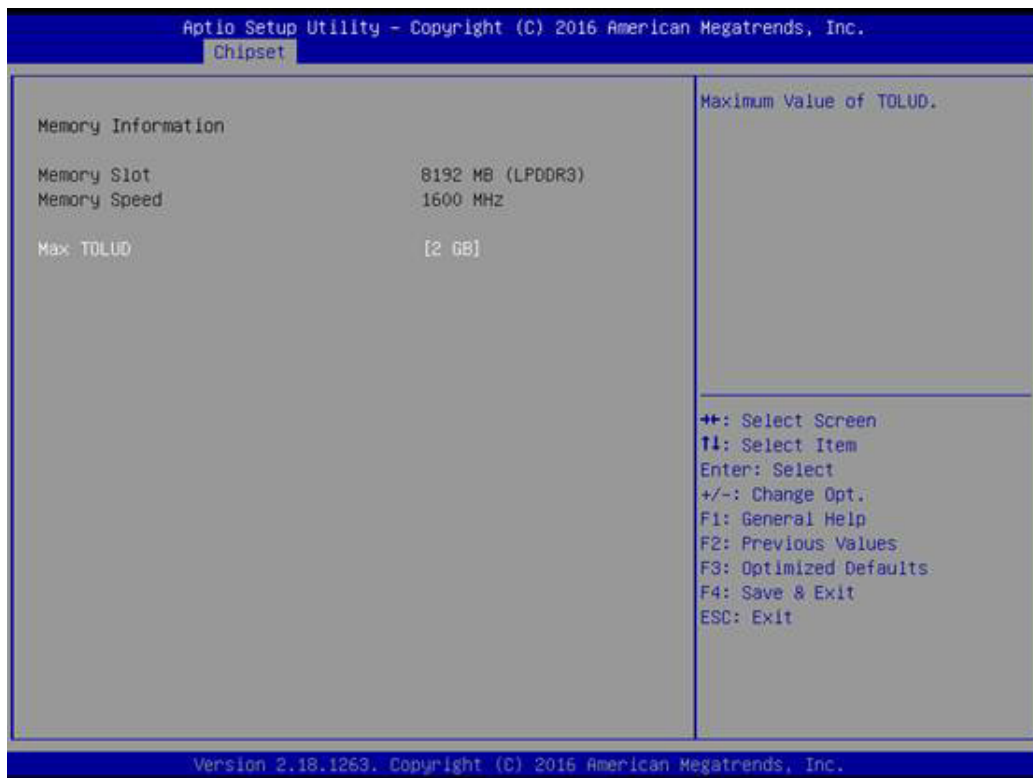 Aptio Setup Utility – Copyright (C) 2016 American Megatrends, Inc.
Chipset
Memory Information
Memory Slot 8192 MB (LPDDR3)
Memory Speed 1600 MHz
Max TOLUD [2 GB]
Maximum Value of TOLUD.
→←: Select Screen
↑↓: Select Item
Enter: Select
+/-: Change Opt.
F1: General Help
F2: Previous Values
F3: Optimized Defaults
F4: Save & Exit
ESC: Exit
Version 2.18.1263. Copyright (C) 2016 American Megatrends, Inc.